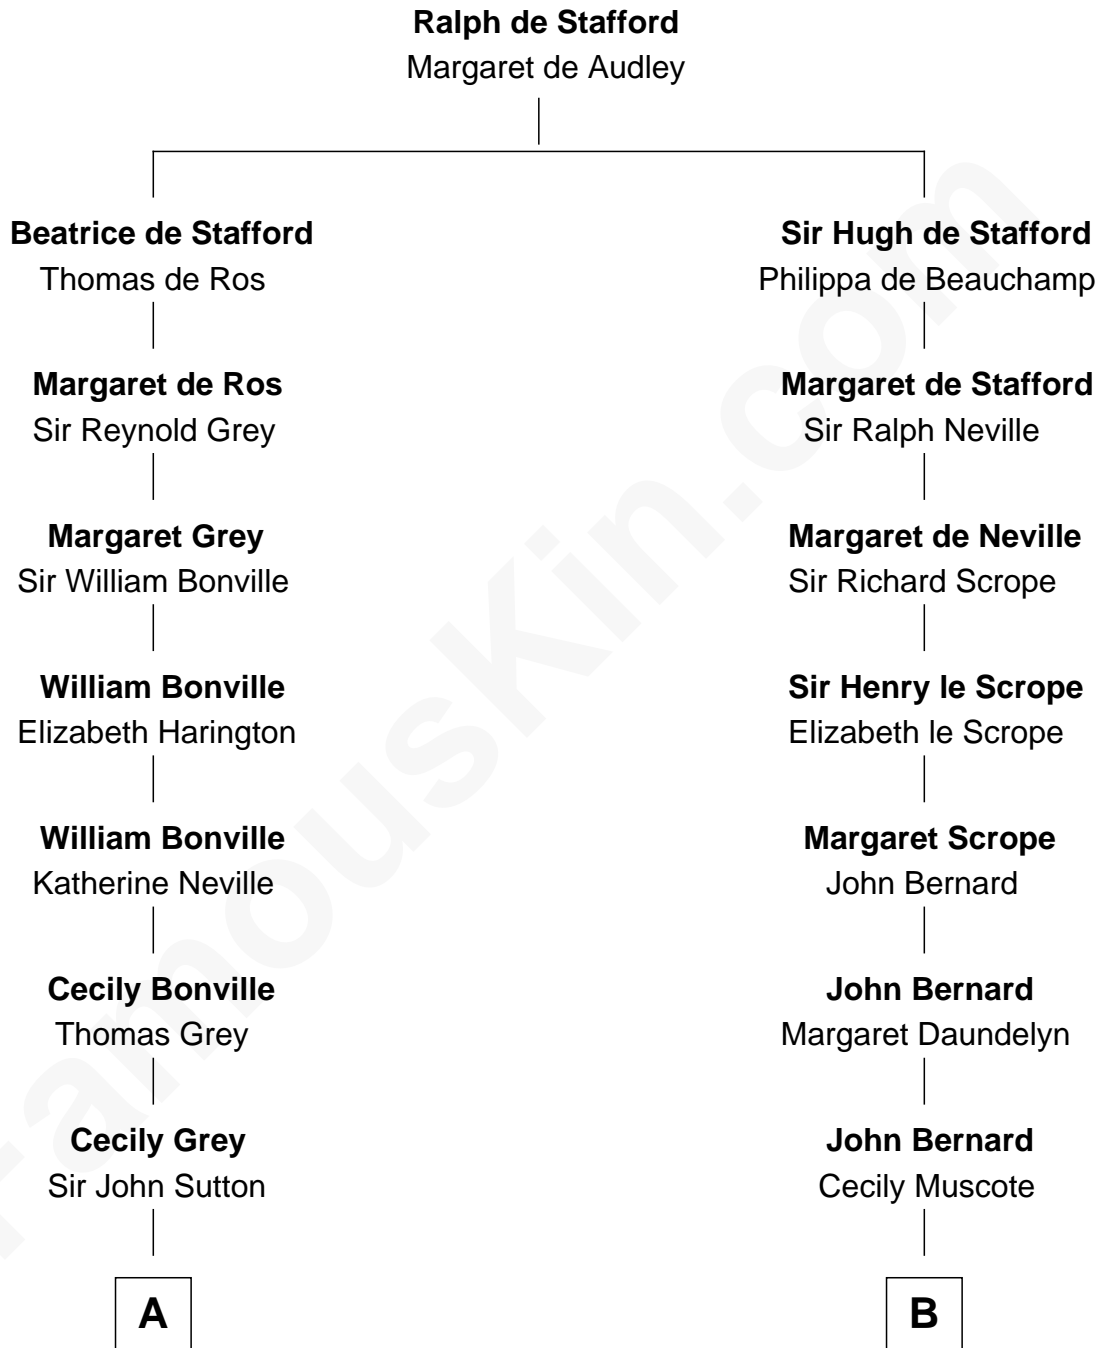 Ralph de Stafford
Margaret de Audley
Beatrice de Stafford
Thomas de Ros
Sir Hugh de Stafford
Philippa de Beauchamp
Margaret de Ros
Sir Reynold Grey
Margaret de Stafford
Sir Ralph Neville
Margaret Grey
Sir William Bonville
Margaret de Neville
Sir Richard Scrope
William Bonville
Elizabeth Harington
Sir Henry le Scrope
Elizabeth le Scrope
William Bonville
Katherine Neville
Margaret Scrope
John Bernard
Cecily Bonville
Thomas Grey
John Bernard
Margaret Daundelyn
Cecily Grey
Sir John Sutton
John Bernard
Cecily Muscote
A
B
FamousKin.com